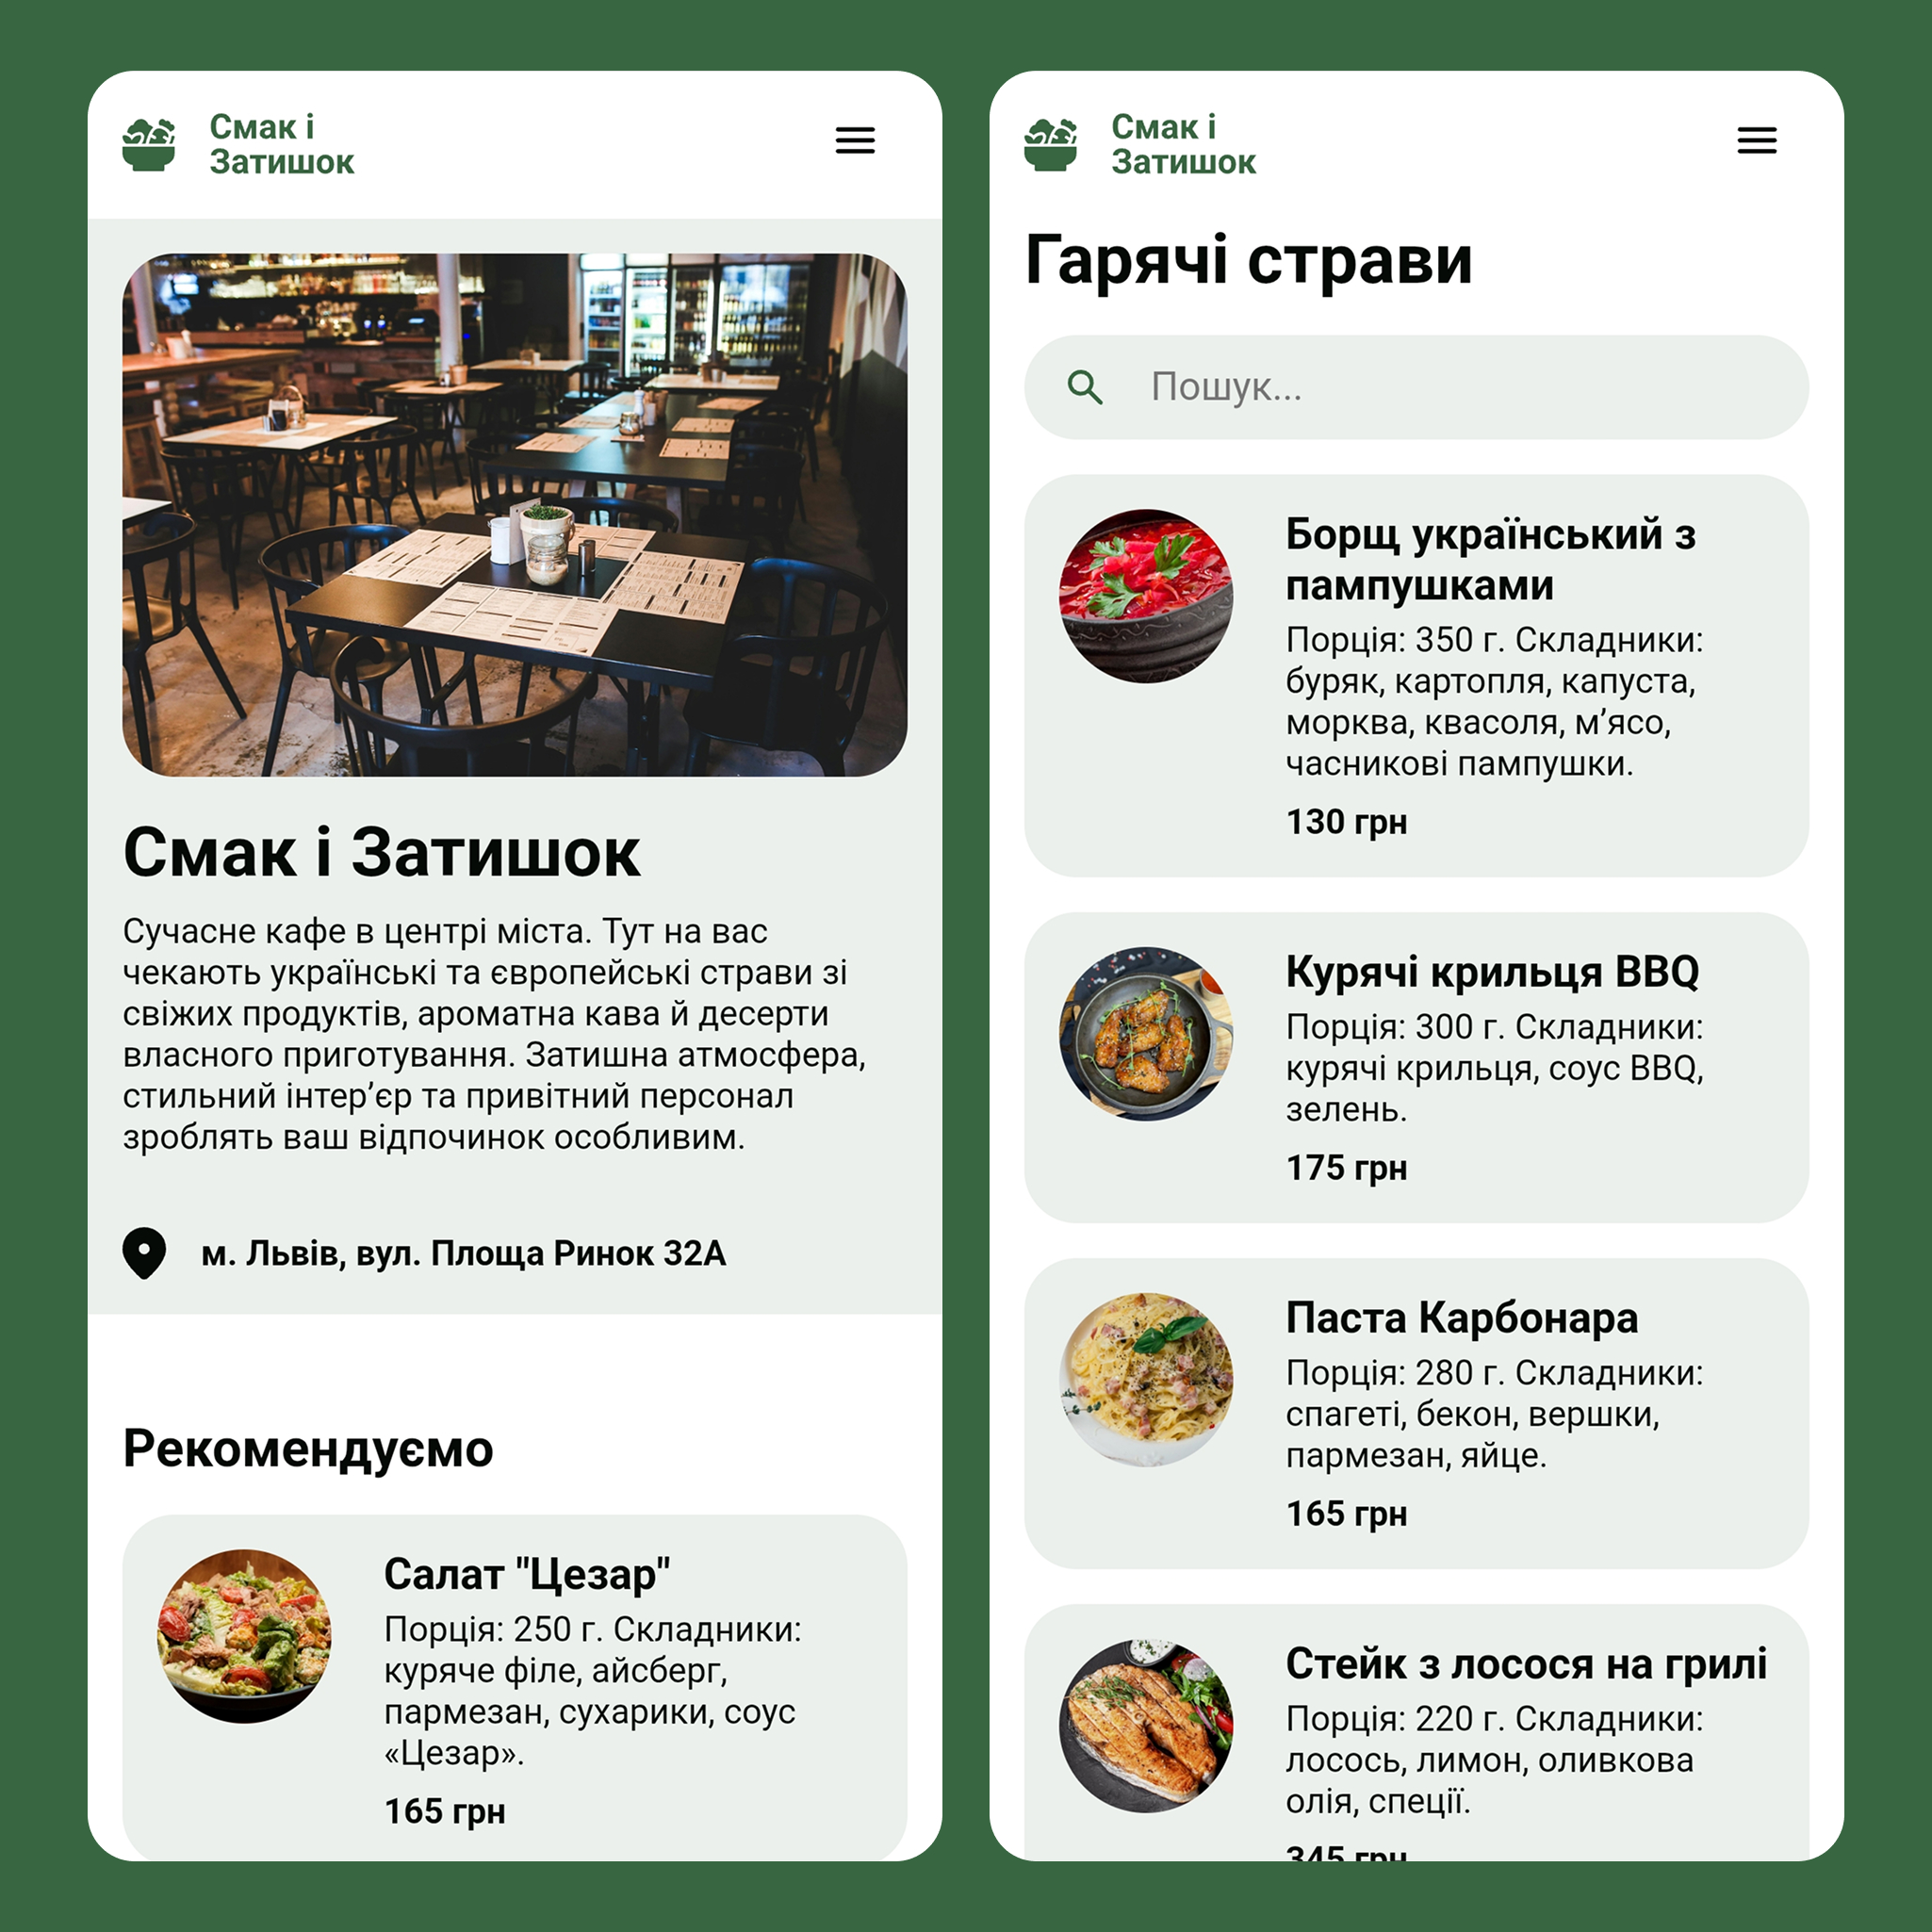 Смак і
Затишок
Смак і Затишок
Сучасне кафе в центрі міста. Тут на вас
чекають українські та європейські страви зі
свіжих продуктів, ароматна кава й десерти
власного приготування. Затишна атмосфера,
стильний інтер’єр та привітний персонал
зроблять ваш відпочинок особливим.
м. Львів, вул. Площа Ринок 32А
Рекомендуємо
Салат "Цезар"
Порція: 250 г. Складники:
куряче філе, айсберг,
пармезан, сухарики, соус
«Цезар».
165 грн
Смак і
Затишок
Гарячі страви
Пошук...
Борщ український з
пампушками
Порція: 350 г. Складники:
буряк, картопля, капуста,
морква, квасоля, м’ясо,
часникові пампушки.
130 грн
Курячі крильця BBQ
Порція: 300 г. Складники:
курячі крильця, соус BBQ,
зелень.
175 грн
Паста Карбонара
Порція: 280 г. Складники:
спагеті, бекон, вершки,
пармезан, яйце.
165 грн
Стейк з лосося на грилі
Порція: 220 г. Складники:
лосось, лимон, оливкова
олія, спеції.
345 грн